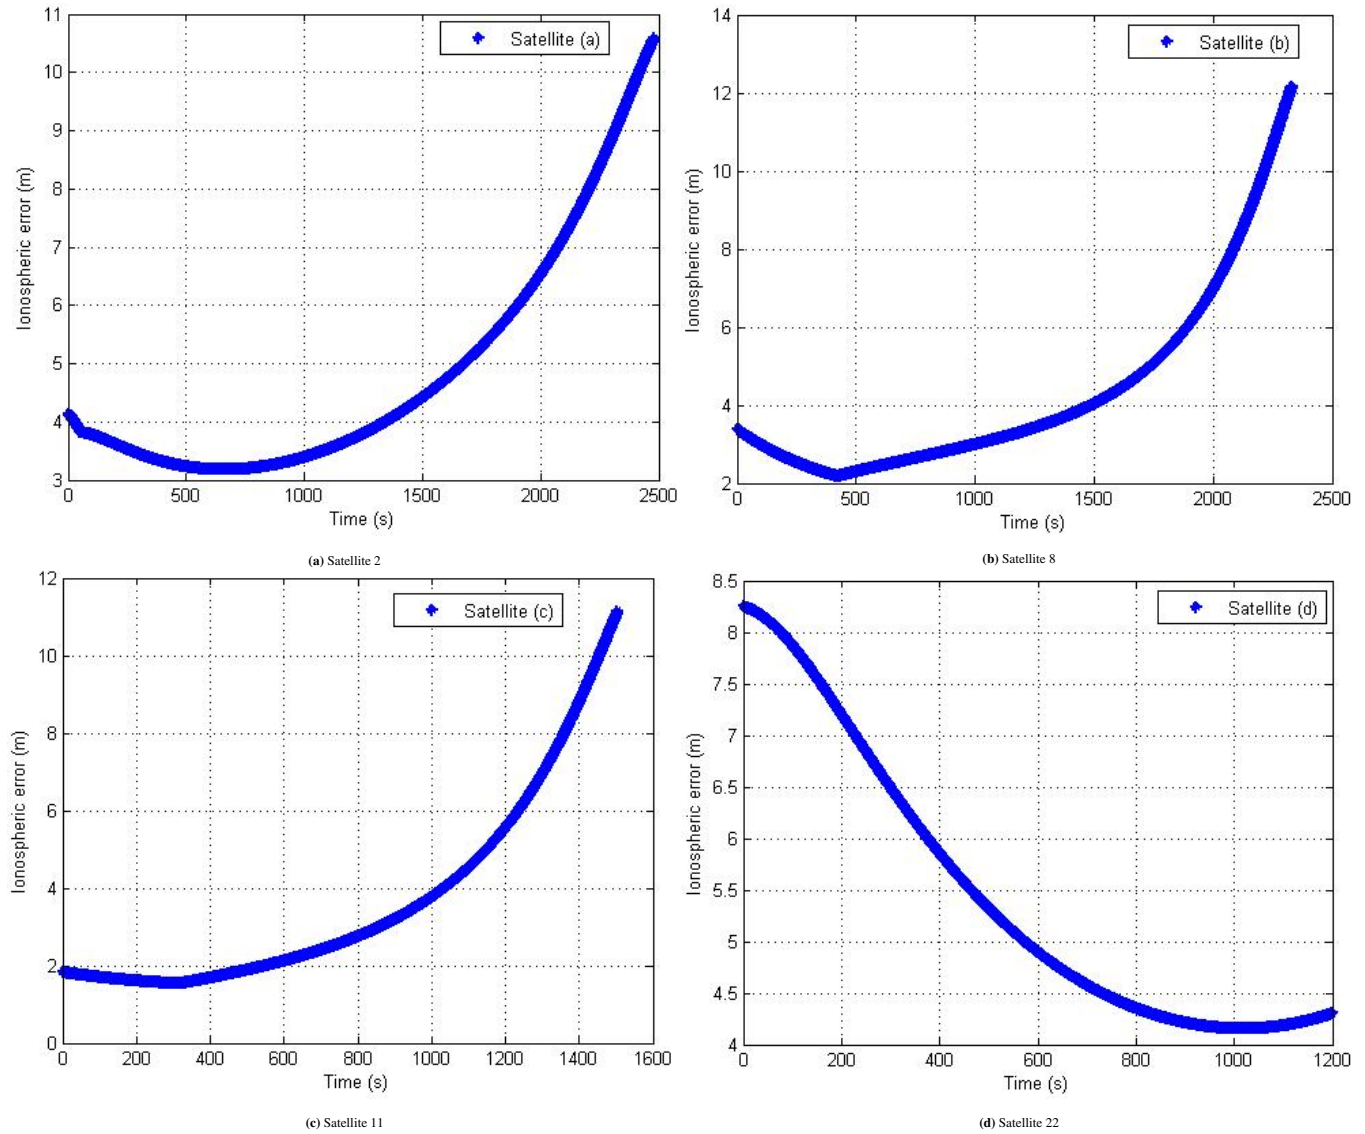 11
10
9
8
7
6
5
4
3
Ionospheric error (m)
Satellite (a)
0 500 1000 1500 2000 2500
Time (s)
(a) Satellite 2
14
12
10
8
6
4
2
Ionospheric error (m)
Satellite (b)
0 500 1000 1500 2000 2500
Time (s)
(b) Satellite 8
12
10
8
6
4
2
0
Ionospheric error (m)
Satellite (c)
0 200 400 600 800 1000 1200 1400 1600
Time (s)
(c) Satellite 11
8.5
8
7.5
7
6.5
6
5.5
5
4.5
4
Ionospheric error (m)
Satellite (d)
0 200 400 600 800 1000 1200
Time (s)
(d) Satellite 22